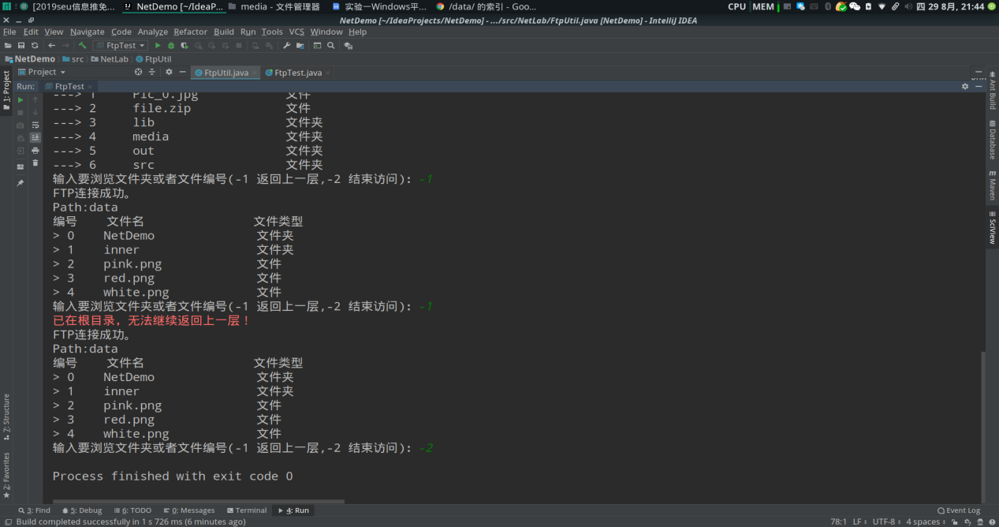 [2019seu信息推免... NetDemo [~/IdeaP... media - 文件管理器 实验一Windows平... /data/ 的索引 - Goo... CPU MEM 四 29 8月, 21:44
NetDemo [~/IdeaProjects/NetDemo] - .../src/NetLab/FtpUtil.java [NetDemo] - IntelliJ IDEA
File Edit View Navigate Code Analyze Refactor Build Run Tools VCS Window Help
FtpTest
NetDemo src NetLab FtpUtil
Project FtpUtil.java FtpTest.java
Run: FtpTest
---> 1 Pic_0.jpg 文件
---> 2 file.zip 文件
---> 3 lib 文件夹
---> 4 media 文件夹
---> 5 out 文件夹
---> 6 src 文件夹
输入要浏览文件夹或者文件编号(-1 返回上一层,-2 结束访问): -1
FTP连接成功。
Path:data
编号 文件名 文件类型
> 0 NetDemo 文件夹
> 1 inner 文件夹
> 2 pink.png 文件
> 3 red.png 文件
> 4 white.png 文件
输入要浏览文件夹或者文件编号(-1 返回上一层,-2 结束访问): -1
已在根目录，无法继续返回上一层！
FTP连接成功。
Path:data
编号 文件名 文件类型
> 0 NetDemo 文件夹
> 1 inner 文件夹
> 2 pink.png 文件
> 3 red.png 文件
> 4 white.png 文件
输入要浏览文件夹或者文件编号(-1 返回上一层,-2 结束访问): -2
Process finished with exit code 0
1: Project
Z: Structure
2: Favorites
Ant Build
Database
Maven
SciView
3: Find 5: Debug 6: TODO 0: Messages Terminal 4: Run Event Log
Build completed successfully in 1 s 726 ms (6 minutes ago) 78:1 LF UTF-8 4 spaces